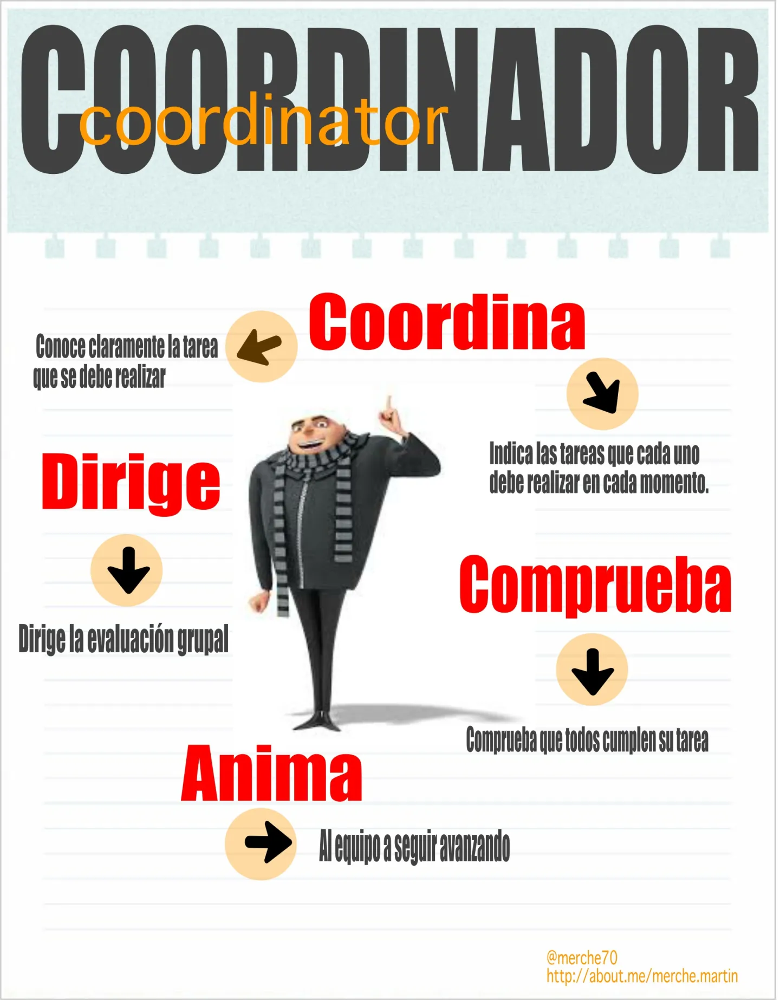 COORDINADOR
coordinator
Coordina
Conoce claramente la tarea
que se debe realizar
Indica las tareas que cada uno
debe realizar en cada momento.
Dirige
Dirige la evaluación grupal
Comprueba
Comprueba que todos cumplen su tarea
Anima
Al equipo a seguir avanzando
@merche70
http://about.me/merche.martin